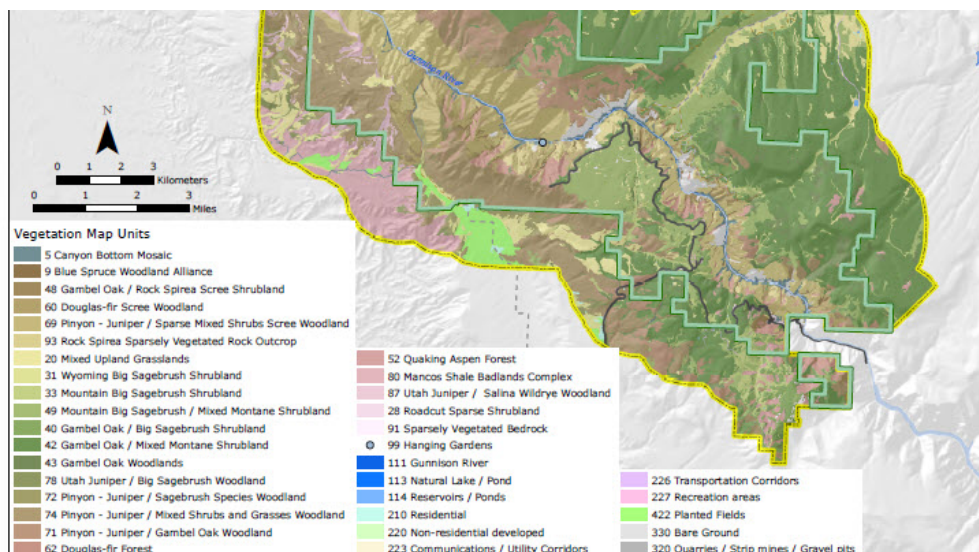 Gunnison River
N
0 1 2 3
Kilometers
0 1 2 3
Miles
Vegetation Map Units
5 Canyon Bottom Mosaic
9 Blue Spruce Woodland Alliance
48 Gambel Oak / Rock Spirea Scree Shrubland
60 Douglas-fir Scree Woodland
69 Pinyon - Juniper / Sparse Mixed Shrubs Scree Woodland
93 Rock Spirea Sparsely Vegetated Rock Outcrop
20 Mixed Upland Grasslands
31 Wyoming Big Sagebrush Shrubland
33 Mountain Big Sagebrush Shrubland
49 Mountain Big Sagebrush / Mixed Montane Shrubland
40 Gambel Oak / Big Sagebrush Shrubland
42 Gambel Oak / Mixed Montane Shrubland
43 Gambel Oak Woodlands
78 Utah Juniper / Big Sagebrush Woodland
72 Pinyon - Juniper / Sagebrush Species Woodland
74 Pinyon - Juniper / Mixed Shrubs and Grasses Woodland
71 Pinyon - Juniper / Gambel Oak Woodland
62 Douglas-fir Forest
52 Quaking Aspen Forest
80 Mancos Shale Badlands Complex
87 Utah Juniper / Salina Wildrye Woodland
28 Roadcut Sparse Shrubland
91 Sparsely Vegetated Bedrock
99 Hanging Gardens
111 Gunnison River
113 Natural Lake / Pond
114 Reservoirs / Ponds
210 Residential
220 Non-residential developed
223 Communications / Utility Corridors
226 Transportation Corridors
227 Recreation areas
422 Planted Fields
330 Bare Ground
320 Quarries / Strip mines / Gravel pits